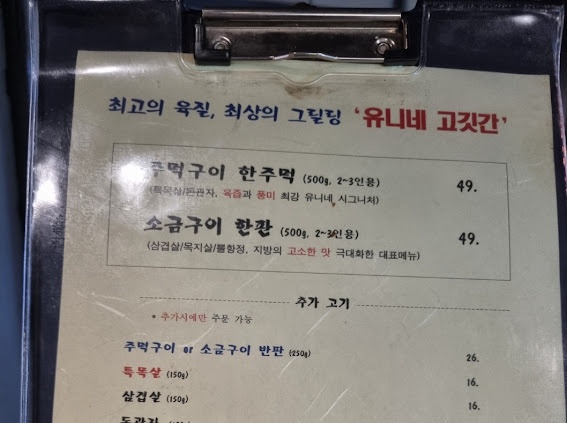 최고의 육질, 최상의 그릴딩 '유니네 고깃간'
주먹구이 한주먹 (500g, 2~3인용) 49.
(특목살/돈관자, 육즙과 풍미 최강 유니네 시그니처)
소금구이 한판 (500g, 2~3인용) 49.
(삼겹살/목지살/뽈항정, 지방의 고소한 맛 극대화한 대표메뉴)
추가 고기
* 추가시에만 주문 가능
주먹구이 or 소금구이 반판 (250g) 26.
특목살 (150g) 16.
삼겹살 (150g) 16.
돈관자